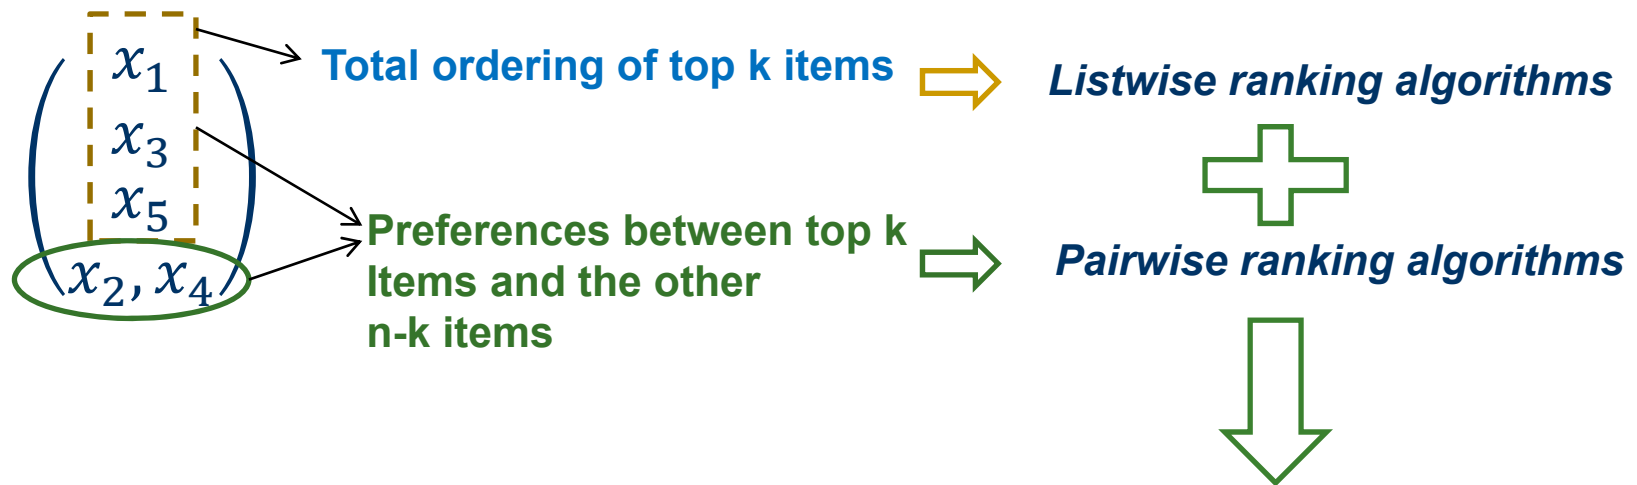 x₁
x₃
x₅
x₂, x₄
Total ordering of top k items
Listwise ranking algorithms
Preferences between top k
Items and the other
n-k items
Pairwise ranking algorithms